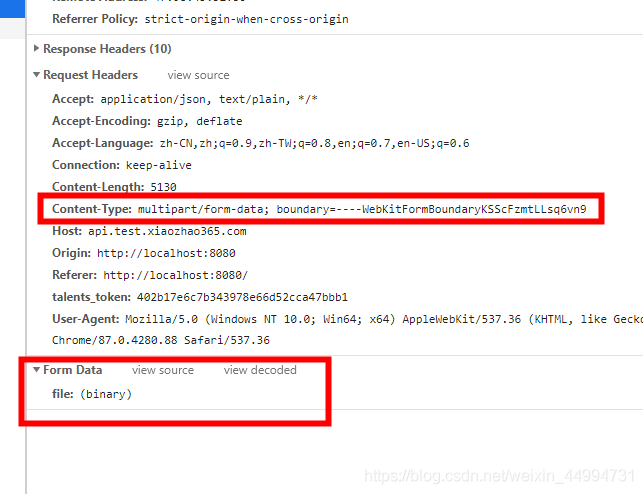 Referrer Policy: strict-origin-when-cross-origin
Response Headers (10)
Request Headers view source
Accept: application/json, text/plain, */*
Accept-Encoding: gzip, deflate
Accept-Language: zh-CN,zh;q=0.9,zh-TW;q=0.8,en;q=0.7,en-US;q=0.6
Connection: keep-alive
Content-Length: 5130
Content-Type: multipart/form-data; boundary=----WebKitFormBoundaryKSScFzmtLLsq6vn9
Host: api.test.xiaozhao365.com
Origin: http://localhost:8080
Referer: http://localhost:8080/
talents_token: 402b17e6c7b343978e66d52cca47bbb1
User-Agent: Mozilla/5.0 (Windows NT 10.0; Win64; x64) AppleWebKit/537.36 (KHTML, like Gecko
Chrome/87.0.4280.88 Safari/537.36
Form Data view source view decoded
file: (binary)
https://blog.csdn.net/weixin_44994731